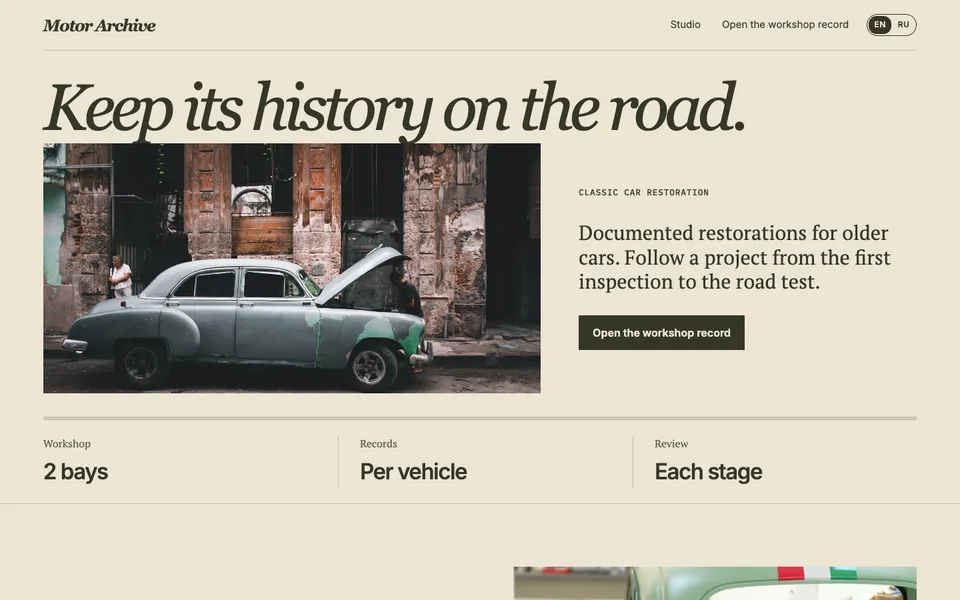 Motor Archive
Studio
Open the workshop record
EN
RU
Keep its history on the road.
CLASSIC CAR RESTORATION
Documented restorations for older
cars. Follow a project from the first
inspection to the road test.
Open the workshop record
Workshop
2 bays
Records
Per vehicle
Review
Each stage